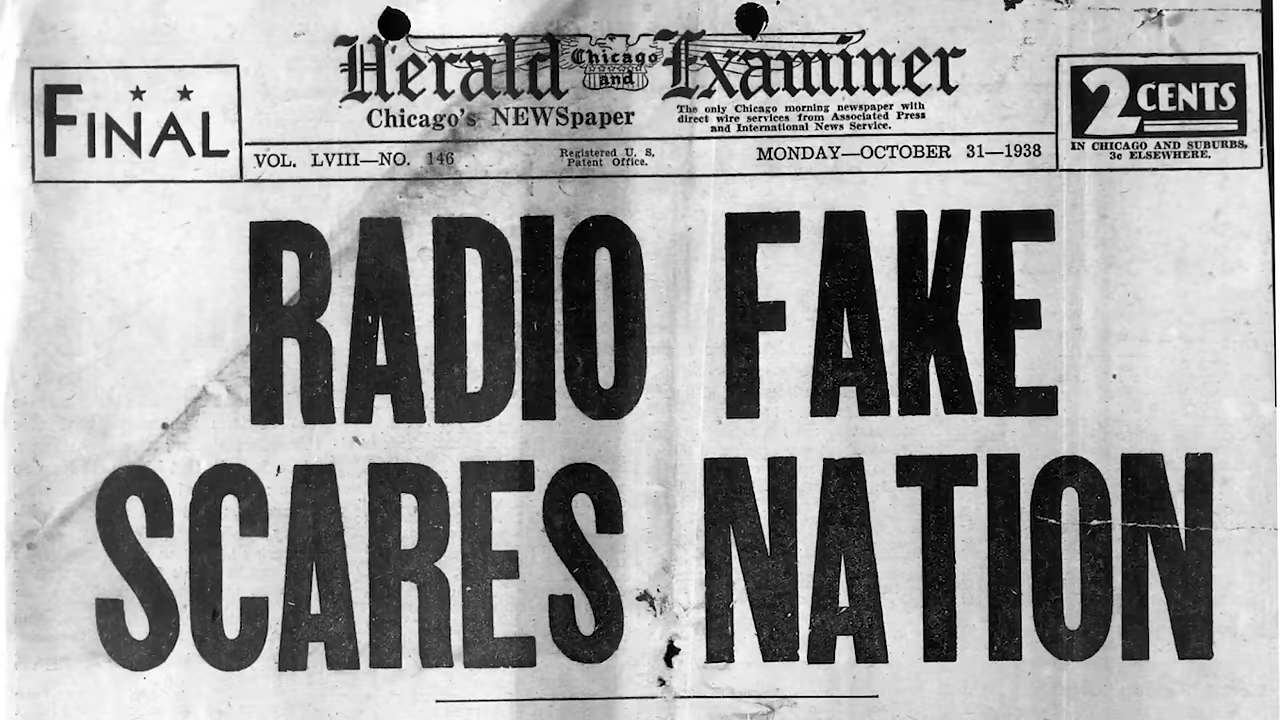 Herald Chicago and Examiner
Chicago's NEWSpaper
The only Chicago morning newspaper with
direct wire services from Associated Press
and International News Service.
FINAL
2 CENTS
IN CHICAGO AND SUBURBS.
3c ELSEWHERE.
VOL. LVIII—NO. 146
Registered U. S.
Patent Office.
MONDAY—OCTOBER 31—1938
RADIO FAKE
SCARES NATION